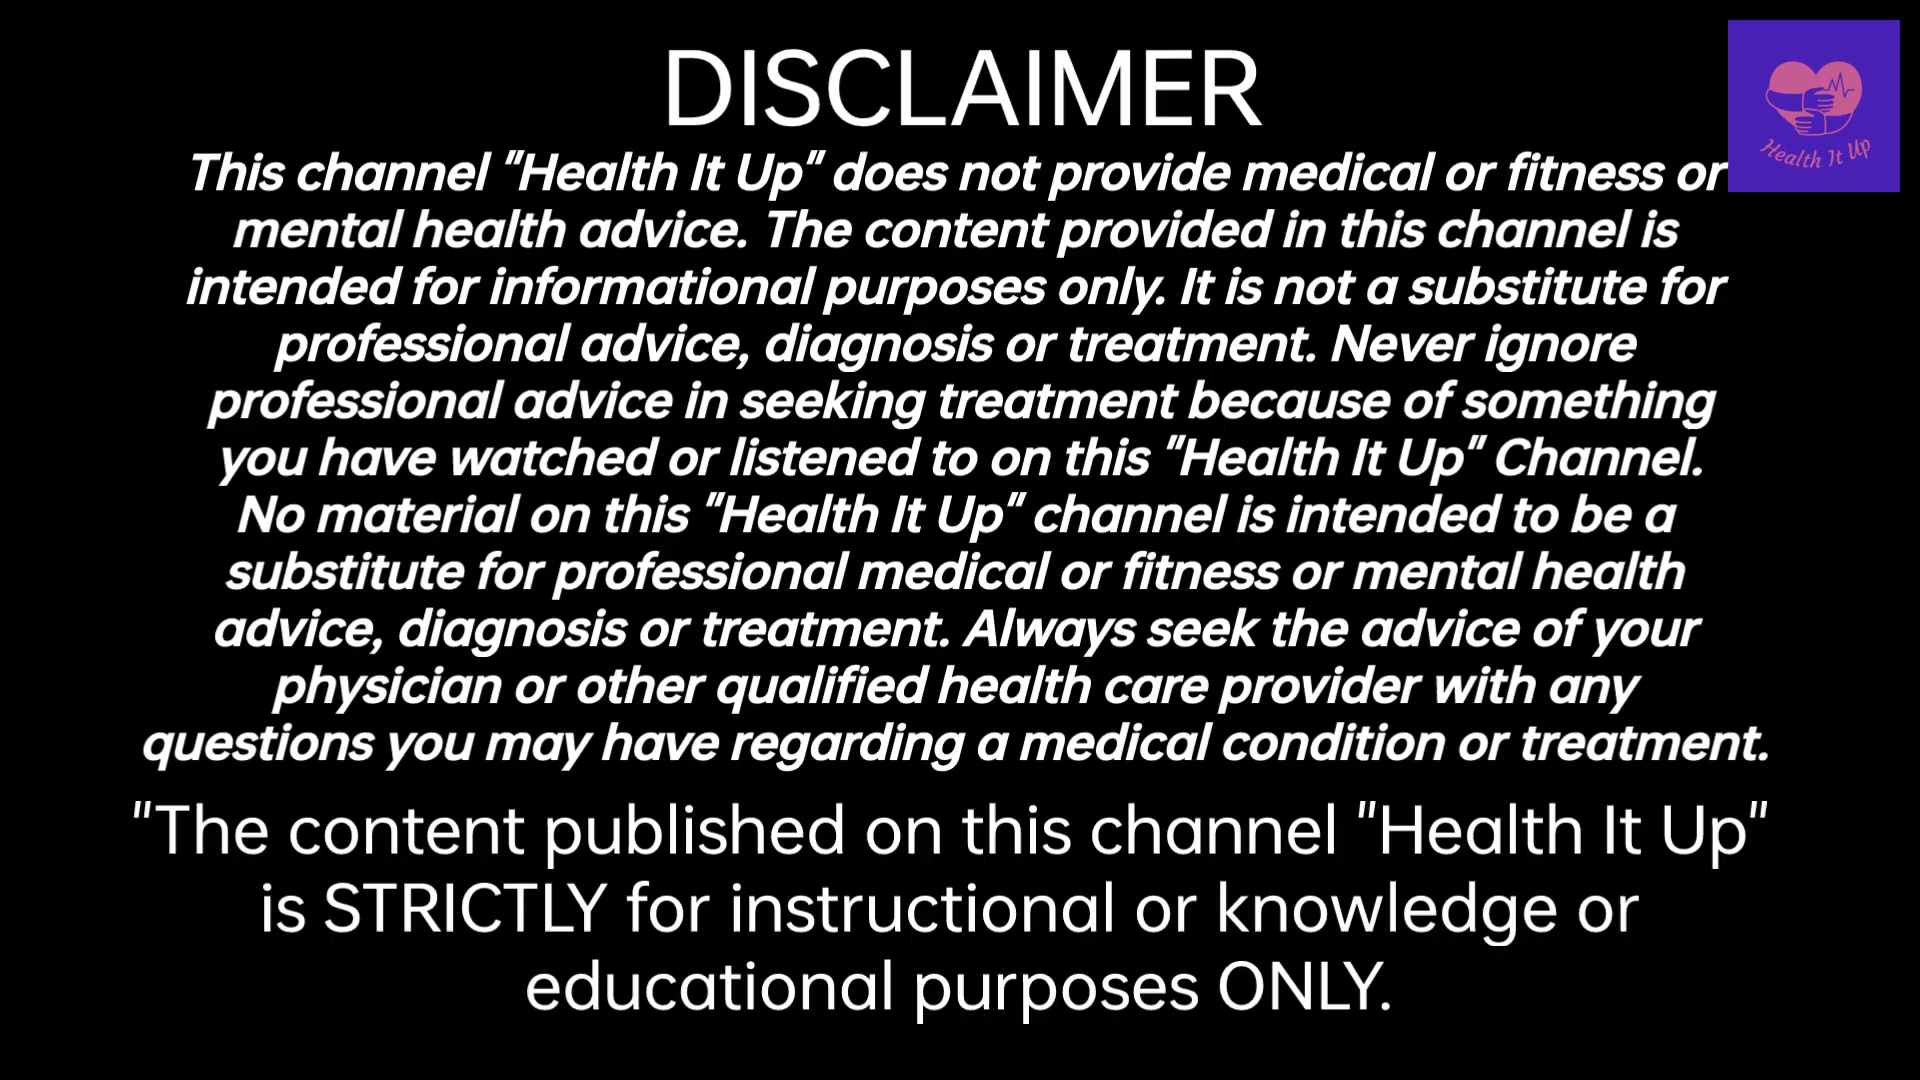 DISCLAIMER
Health It Up
This channel "Health It Up" does not provide medical or fitness or
mental health advice. The content provided in this channel is
intended for informational purposes only. It is not a substitute for
professional advice, diagnosis or treatment. Never ignore
professional advice in seeking treatment because of something
you have watched or listened to on this "Health It Up" Channel.
No material on this "Health It Up" channel is intended to be a
substitute for professional medical or fitness or mental health
advice, diagnosis or treatment. Always seek the advice of your
physician or other qualified health care provider with any
questions you may have regarding a medical condition or treatment.
"The content published on this channel "Health It Up"
is STRICTLY for instructional or knowledge or
educational purposes ONLY.